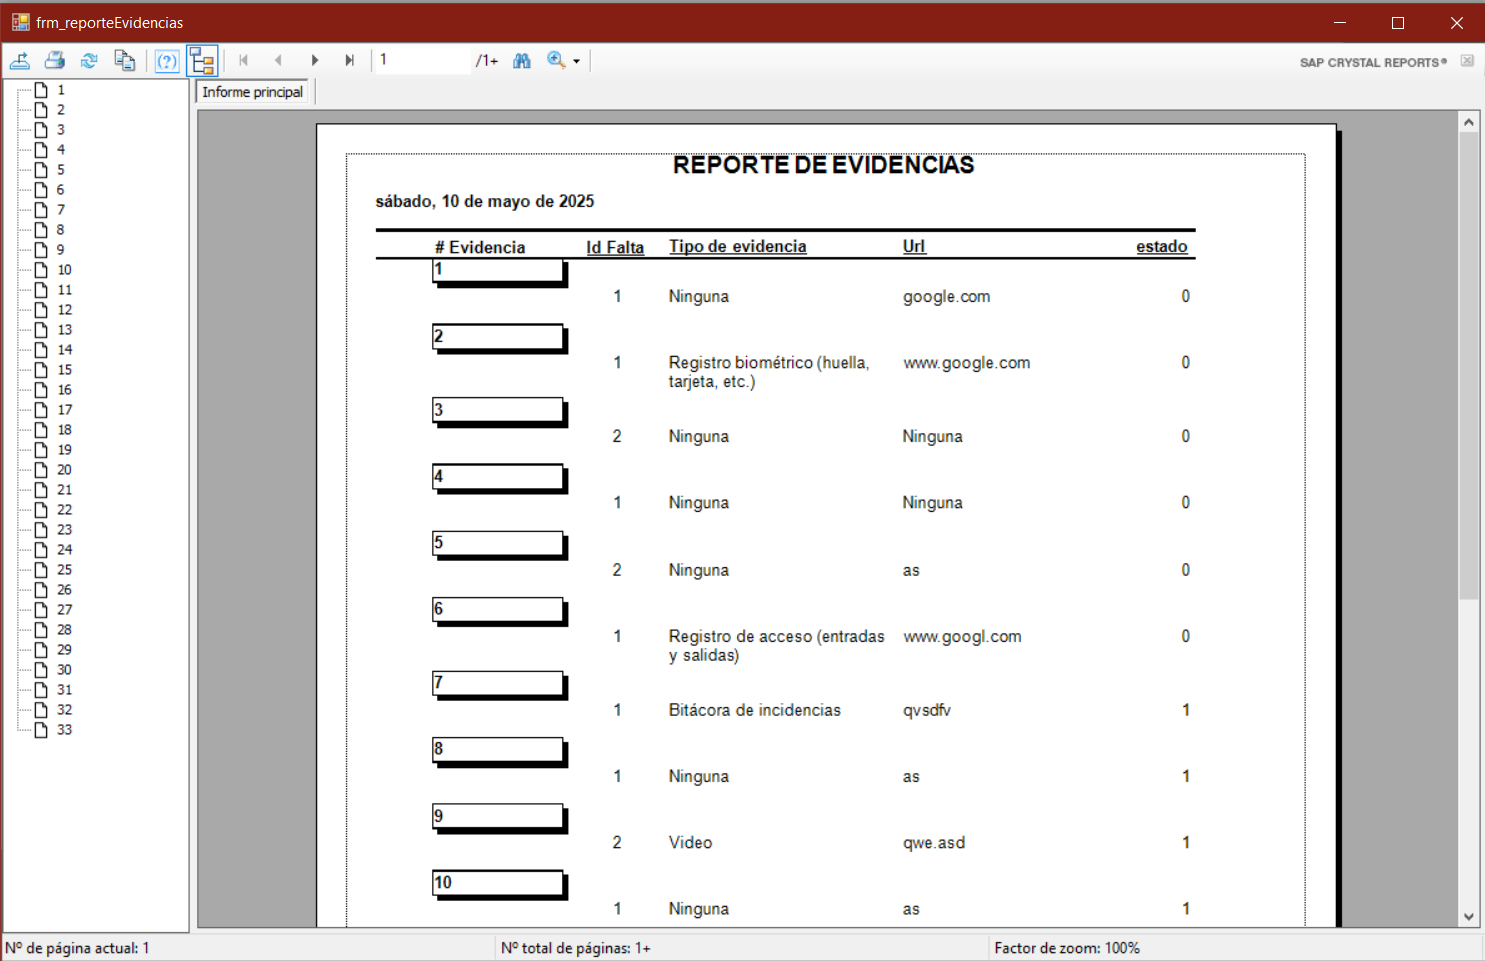 frm_reporteEvidencias
1 /1+
SAP CRYSTAL REPORTS®
1
2
3
4
5
6
7
8
9
10
11
12
13
14
15
16
17
18
19
20
21
22
23
24
25
26
27
28
29
30
31
32
33
Informe principal
REPORTE DE EVIDENCIAS
sábado, 10 de mayo de 2025
# Evidencia Id Falta Tipo de evidencia Url estado
1
1 Ninguna google.com 0
2
1 Registro biométrico (huella, www.google.com 0
tarjeta, etc.)
3
2 Ninguna Ninguna 0
4
1 Ninguna Ninguna 0
5
2 Ninguna as 0
6
1 Registro de acceso (entradas www.googl.com 0
y salidas)
7
1 Bitácora de incidencias qvsdfv 1
8
1 Ninguna as 1
9
2 Video qwe.asd 1
10
1 Ninguna as 1
Nº de página actual: 1 Nº total de páginas: 1+ Factor de zoom: 100%